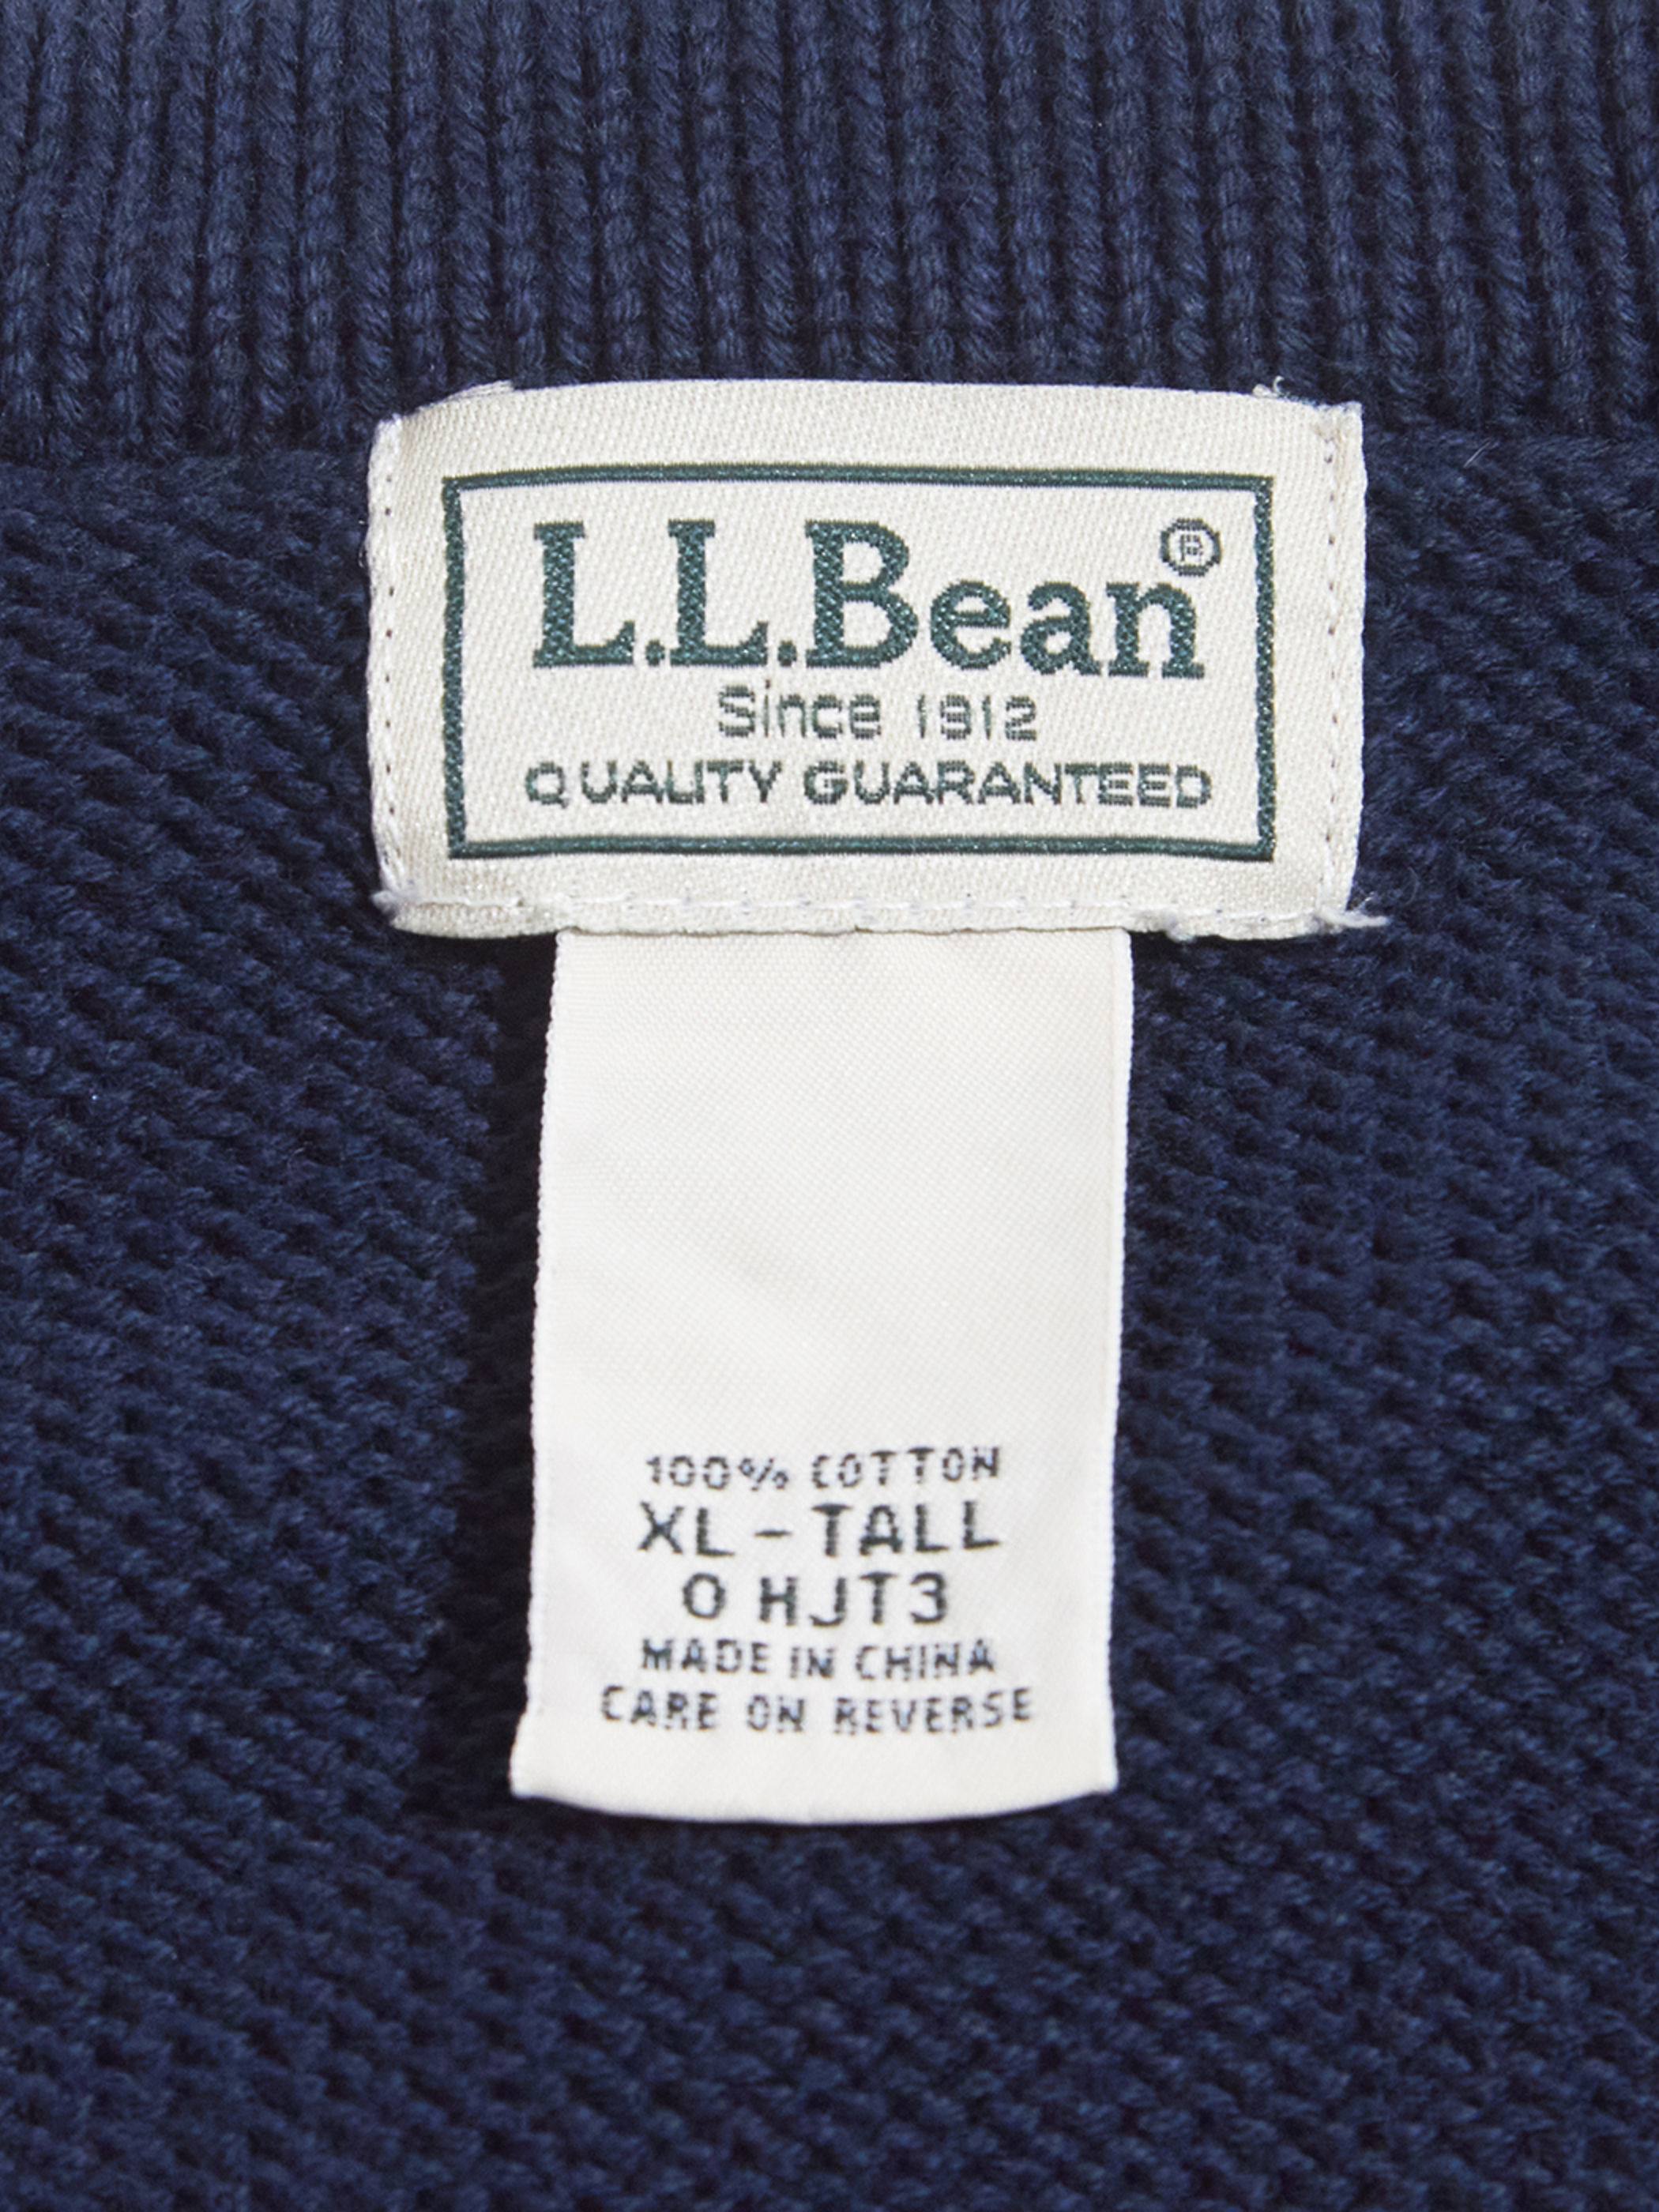 L.L.Bean®
Since 1912
QUALITY GUARANTEED
100% COTTON
XL-TALL
0 HJT3
MADE IN CHINA
CARE ON REVERSE